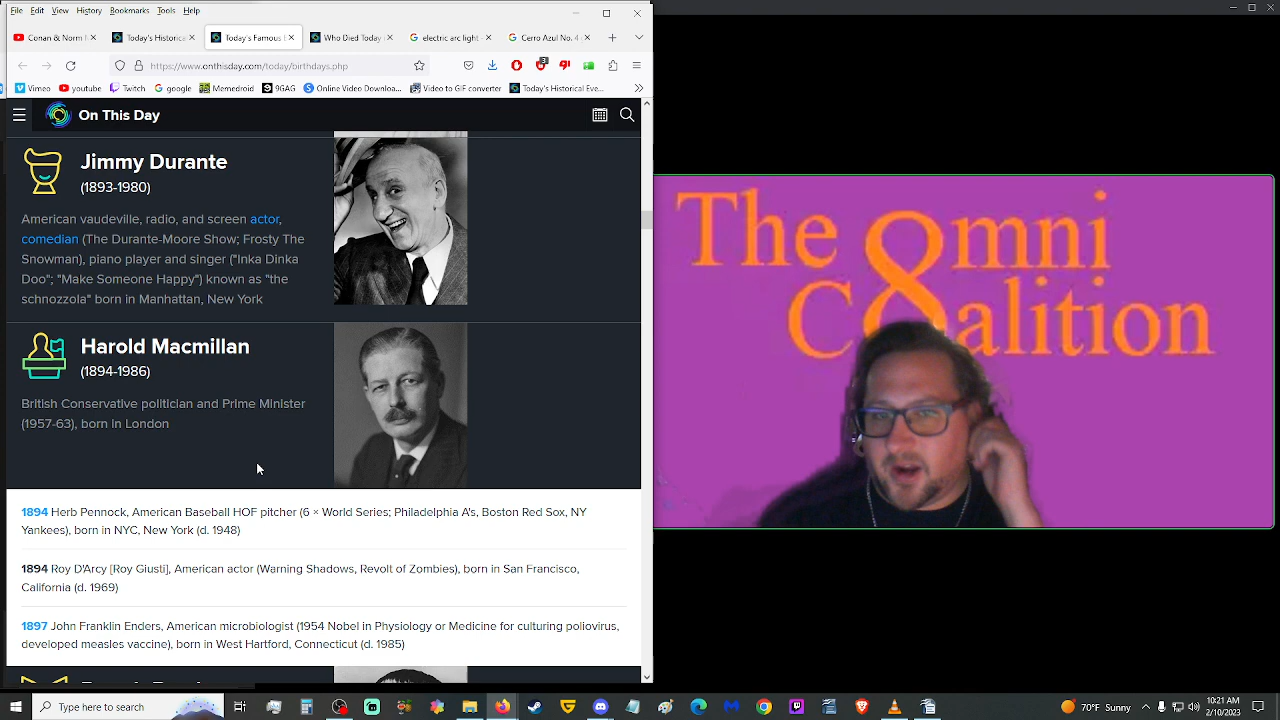 File Edit View History Bookmarks Tools Help
Conan & Norm
Today's Historica
Today's Famous
Who Died Today
electric arc light -
Cerro Azul No. 4
https://www.onthisday.com/today/birthdays.php
3
Vimeo youtube Twitch google Memedroid 9GAG Online Video Downloa... Video to GIF converter Today's Historical Eve...
On This Day
Jimmy Durante
(1893-1980)
American vaudeville, radio, and screen actor,
comedian (The Durante-Moore Show; Frosty The
Snowman), piano player and singer ("Inka Dinka
Doo"; "Make Someone Happy") known as "the
schnozzola" born in Manhattan, New York
Harold Macmillan
(1894-1986)
British Conservative politician and Prime Minister
(1957-63), born in London
1894 Herb Pennock, American Baseball HOF pitcher (6 × World Series; Philadelphia A's, Boston Red Sox, NY
Yankees), born in NYC, New York (d. 1948)
1894 Roy D'Arcy [Roy Giusti], American actor (Warning Shadows, Revolt of Zombies), born in San Francisco,
California (d. 1969)
1897 John Franklin Enders, American microbiologist (1954 Nobel in Physiology or Medicine for culturing poliovirus,
developed measles vaccine), born in West Hartford, Connecticut (d. 1985)
The Omni
Coalition
Type here to search
70°F Sunny
10:21 AM
2/10/2023